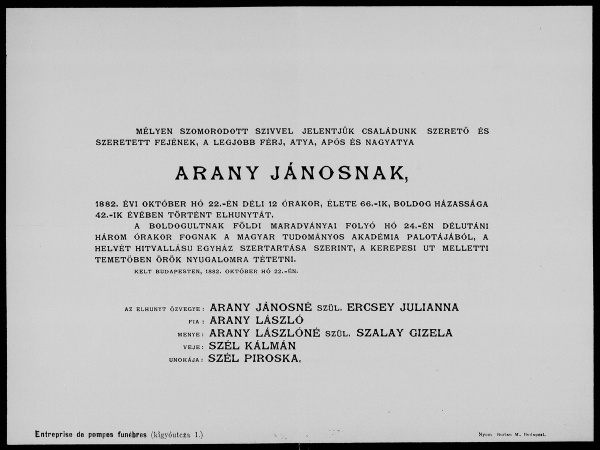 MÉLYEN SZOMORODOTT SZIVVEL JELENTJÜK CSALÁDUNK SZERETŐ ÉS
SZERETETT FEJÉNEK, A LEGJOBB FÉRJ, ATYA, APÓS ÉS NAGYATYA
ARANY JÁNOSNAK,
1882. ÉVI OKTÓBER HÓ 22.-ÉN DÉLI 12 ÓRAKOR, ÉLETE 66.-IK, BOLDOG HÁZASSÁGA
42.-IK ÉVÉBEN TÖRTÉNT ELHUNYTÁT.
A BOLDOGULTNAK FÖLDI MARADVÁNYAI FOLYÓ HÓ 24.-ÉN DÉLUTÁNI
HÁROM ÓRAKOR FOGNAK A MAGYAR TUDOMÁNYOS AKADÉMIA PALOTÁJÁBÓL, A
HELVÉT HITVALLÁSU EGYHÁZ SZERTARTÁSA SZERINT, A KEREPESI UT MELLETTI
TEMETŐBEN ÖRÖK NYUGALOMRA TÉTETNI.
KELT BUDAPESTEN, 1882. OKTÓBER HÓ 22.-ÉN.
AZ ELHUNYT ÖZVEGYE: ARANY JÁNOSNÉ SZÜL. ERCSEY JULIANNA
FIA: ARANY LÁSZLÓ
MENYE: ARANY LÁSZLÓNÉ SZÜL. SZALAY GIZELA
VEJE: SZÉL KÁLMÁN
UNOKÁJA: SZÉL PIROSKA.
Entreprise de pompes funèbres (kigyóutcza 1.)
Nyom. M., Budapest.